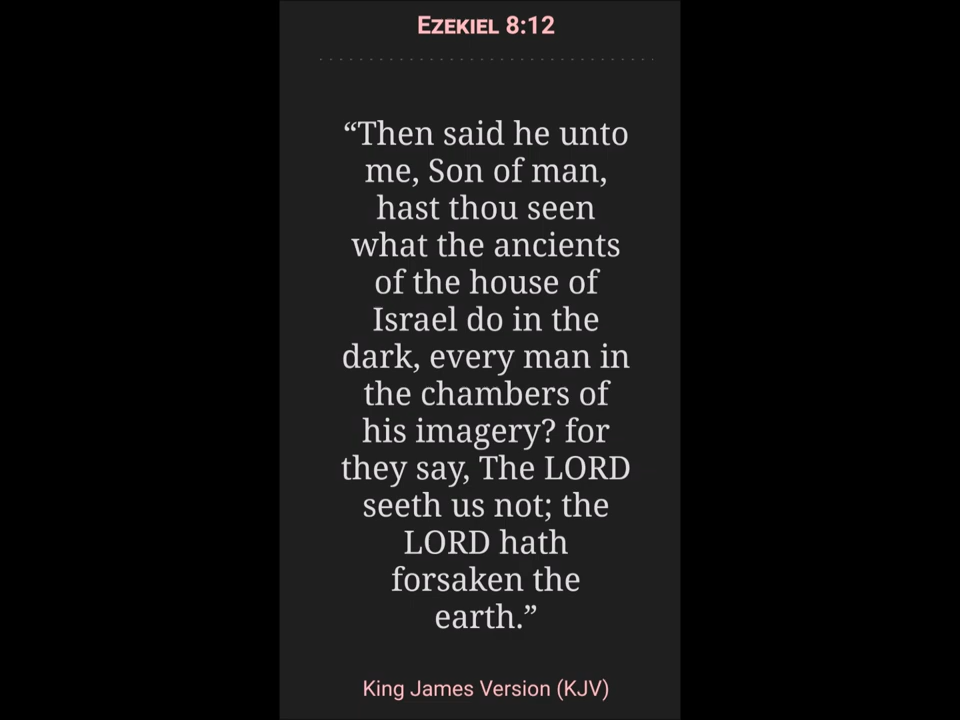 Ezekiel 8:12
“Then said he unto
me, Son of man,
hast thou seen
what the ancients
of the house of
Israel do in the
dark, every man in
the chambers of
his imagery? for
they say, The LORD
seeth us not; the
LORD hath
forsaken the
earth.”
King James Version (KJV)